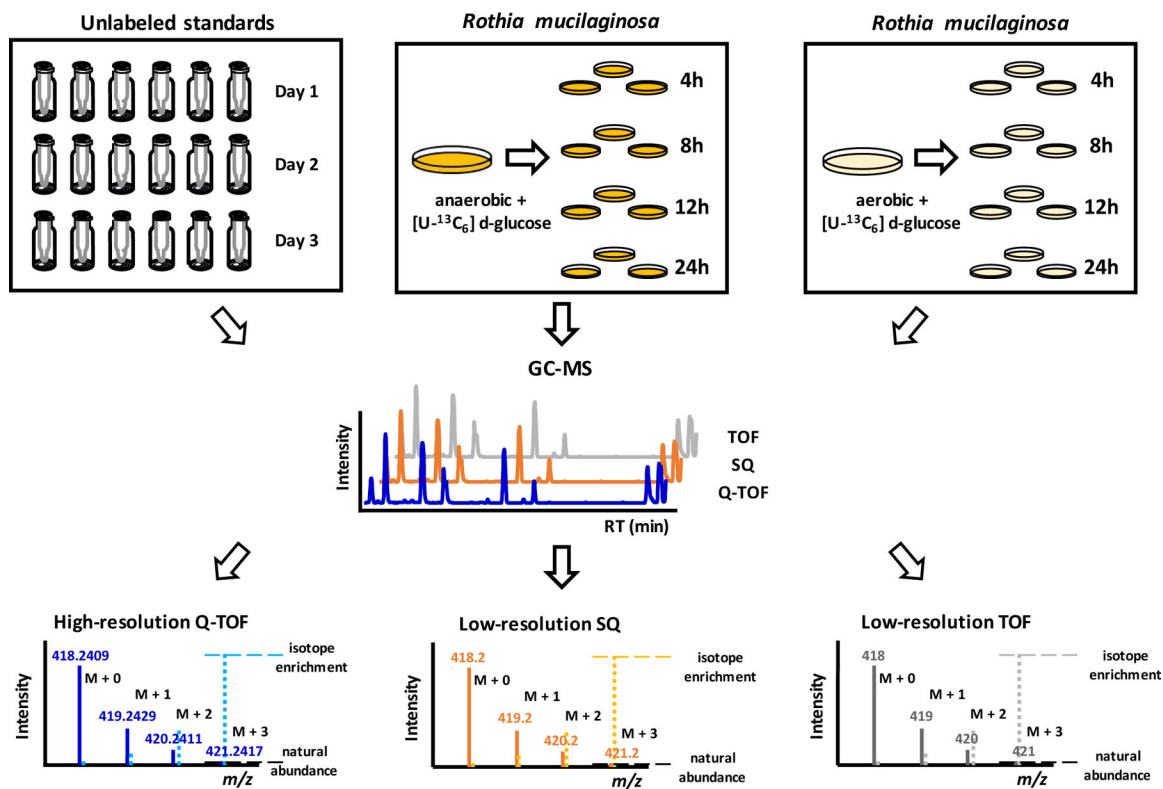 Unlabeled standards
Day 1
Day 2
Day 3
Rothia mucilaginosa
4h
8h
12h
24h
anaerobic +
[U-¹³C₆] d-glucose
Rothia mucilaginosa
4h
8h
12h
24h
aerobic +
[U-¹³C₆] d-glucose
GC-MS
Intensity
TOF
SQ
Q-TOF
RT (min)
High-resolution Q-TOF
Intensity
418.2409
M + 0
419.2429
M + 1
420.2411
M + 2
421.2417
M + 3
isotope
enrichment
natural
abundance
m/z
Low-resolution SQ
Intensity
418.2
M + 0
419.2
M + 1
420.2
M + 2
421.2
M + 3
isotope
enrichment
natural
abundance
m/z
Low-resolution TOF
Intensity
418
M + 0
419
M + 1
420
M + 2
421
M + 3
isotope
enrichment
natural
abundance
m/z